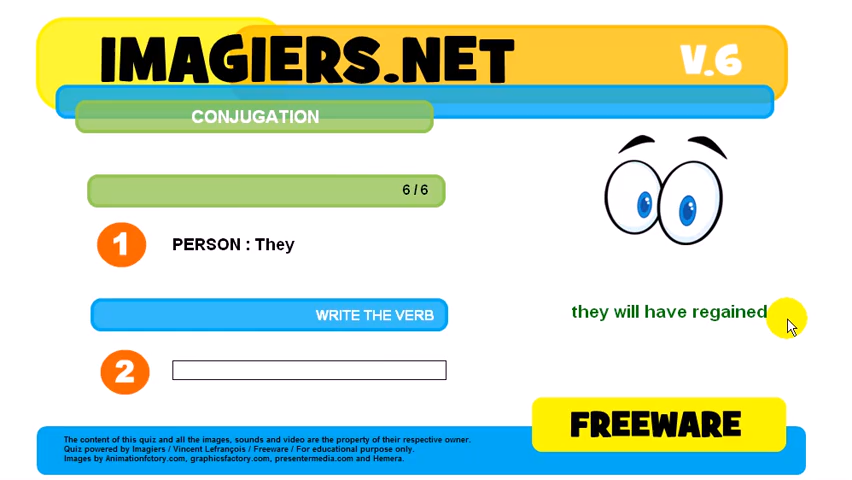 IMAGIERS.NET
V.6
CONJUGATION
6 / 6
1
PERSON : They
WRITE THE VERB
they will have regained
2
FREEWARE
The content of this quiz and all the images, sounds and video are the property of their respective owner.
Quiz powered by Imagiers / Vincent Lefrançois / Freeware / For educational purpose only.
Images by Animationfctory.com, graphicsfactory.com, presentermedia.com and Hemera.